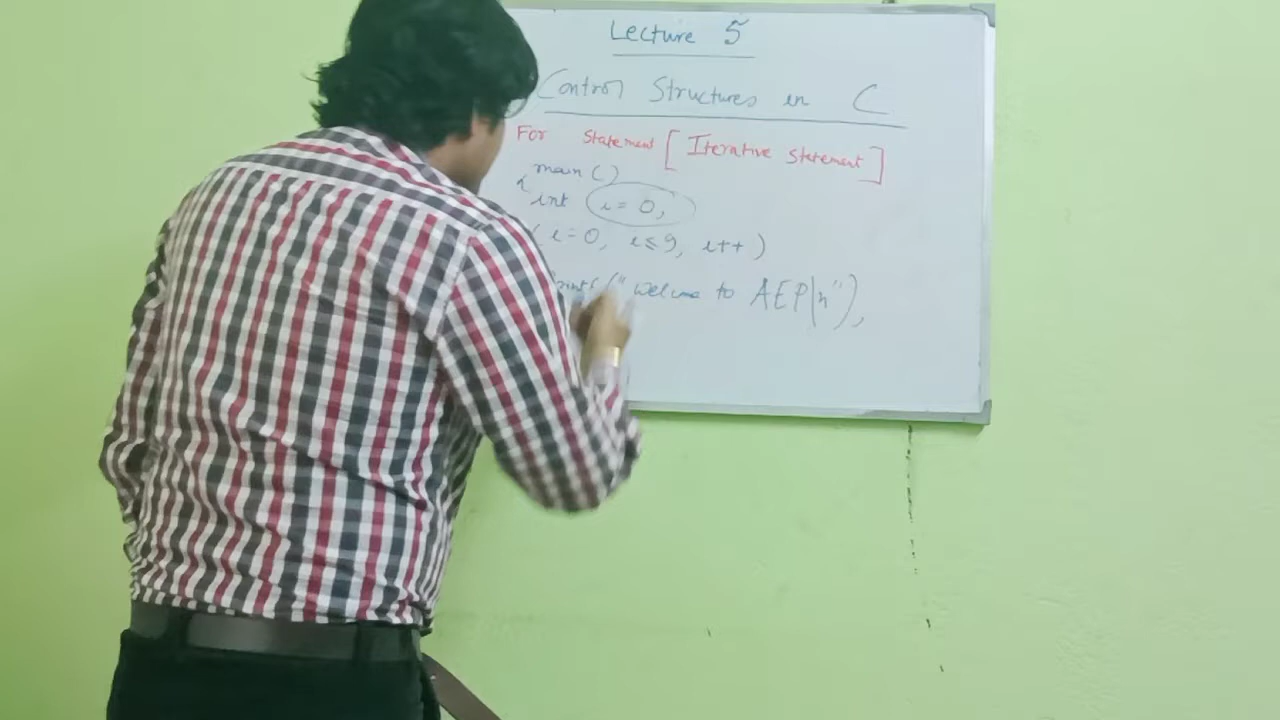 Lecture 5
Control Structures in C
For Statement [ Iterative Statement ]
main ( )
{ int i = 0,
( i = 0, i ≤ 9, i++ )
printf (" Welcome to AEP|n"),